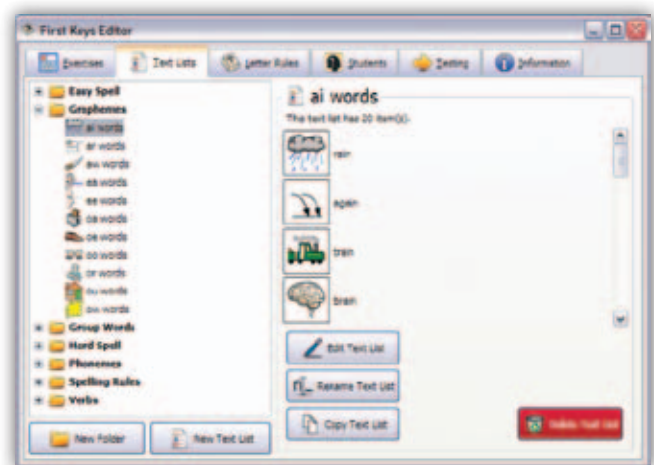 First Keys Editor
Exercises Text Lists Letter Rules Students Testing Information
Easy Spell
Graphemes
ai words
ar words
aw words
ea words
ee words
oa words
oe words
oo words
or words
ou words
ow words
Group Words
Hard Spell
Phonemes
Spelling Rules
Verbs
New Folder New Text List
ai words
The text list has 20 item(s).
rain
again
train
brain
Edit Text List
Rename Text List
Copy Text List
Delete Text List